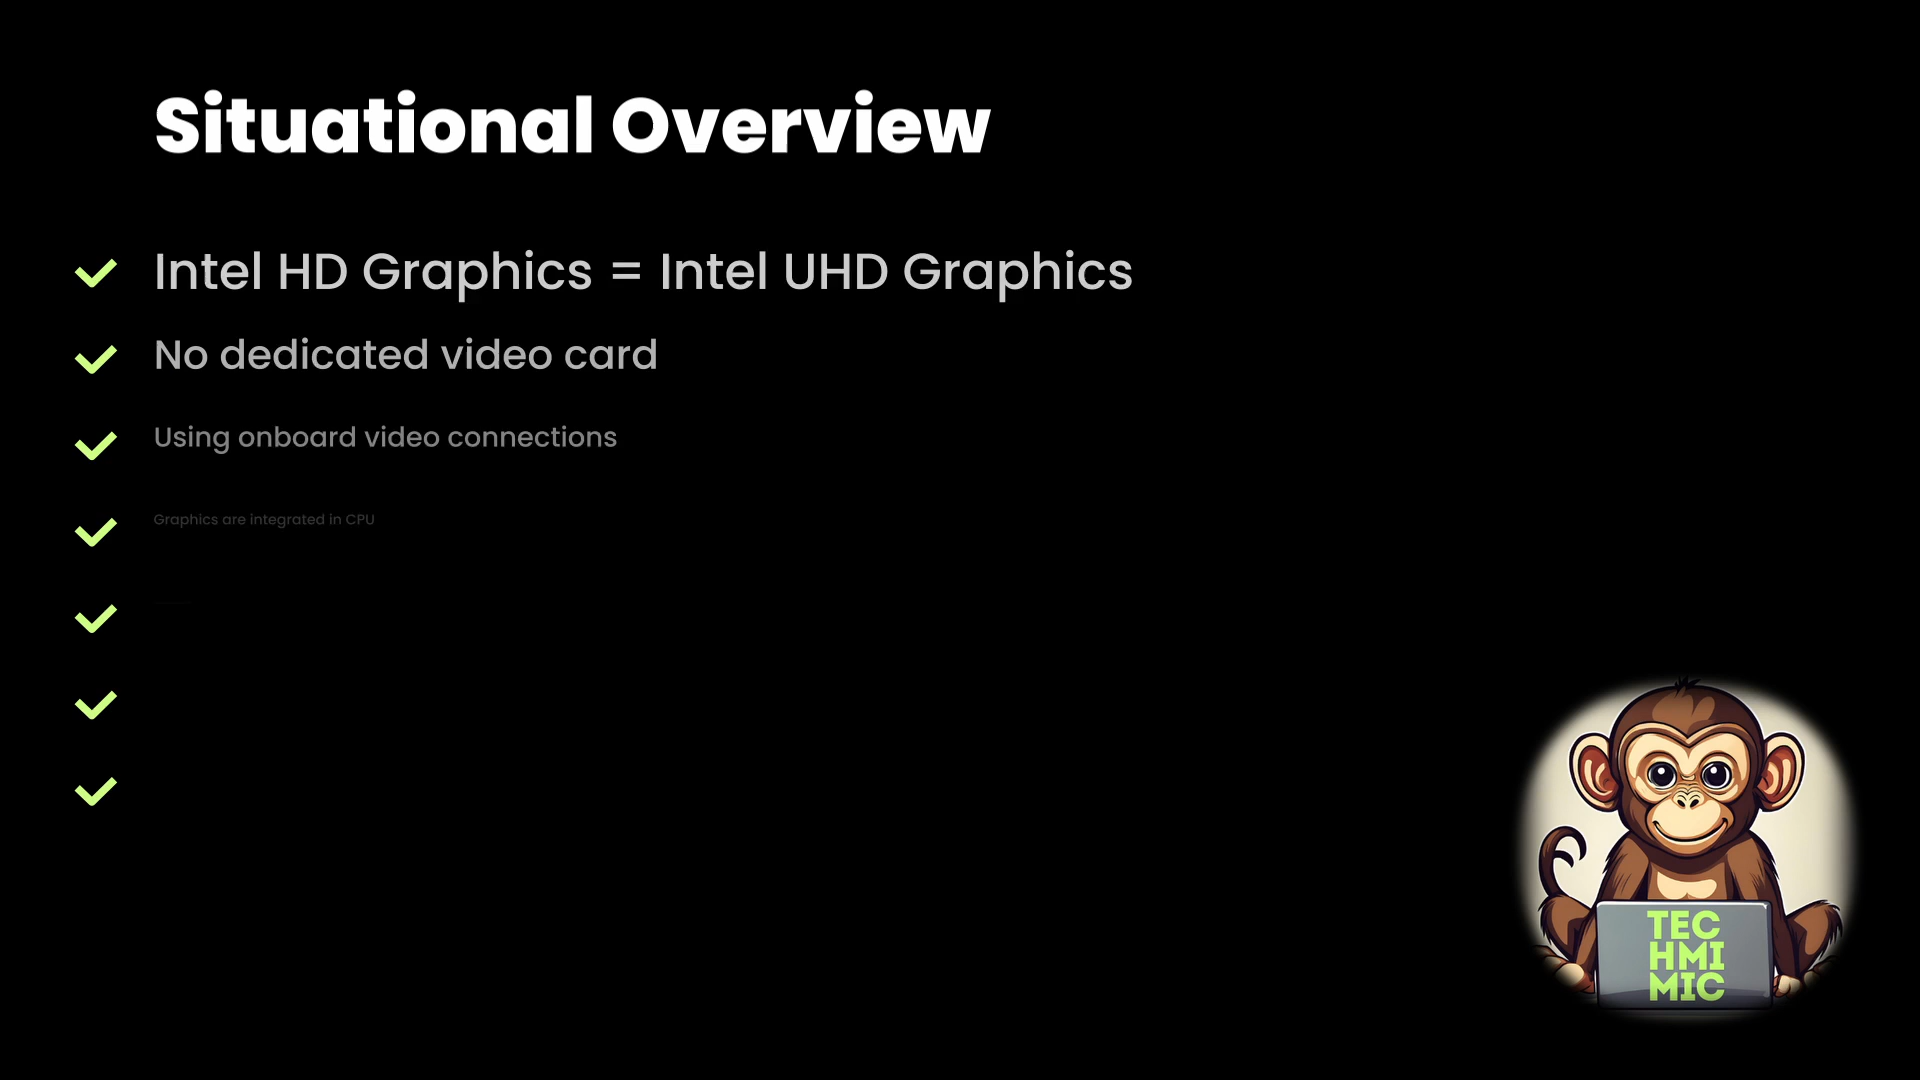 Situational Overview
Intel HD Graphics = Intel UHD Graphics
No dedicated video card
Using onboard video connections
Graphics are integrated in CPU
TEC
HMI
MIC